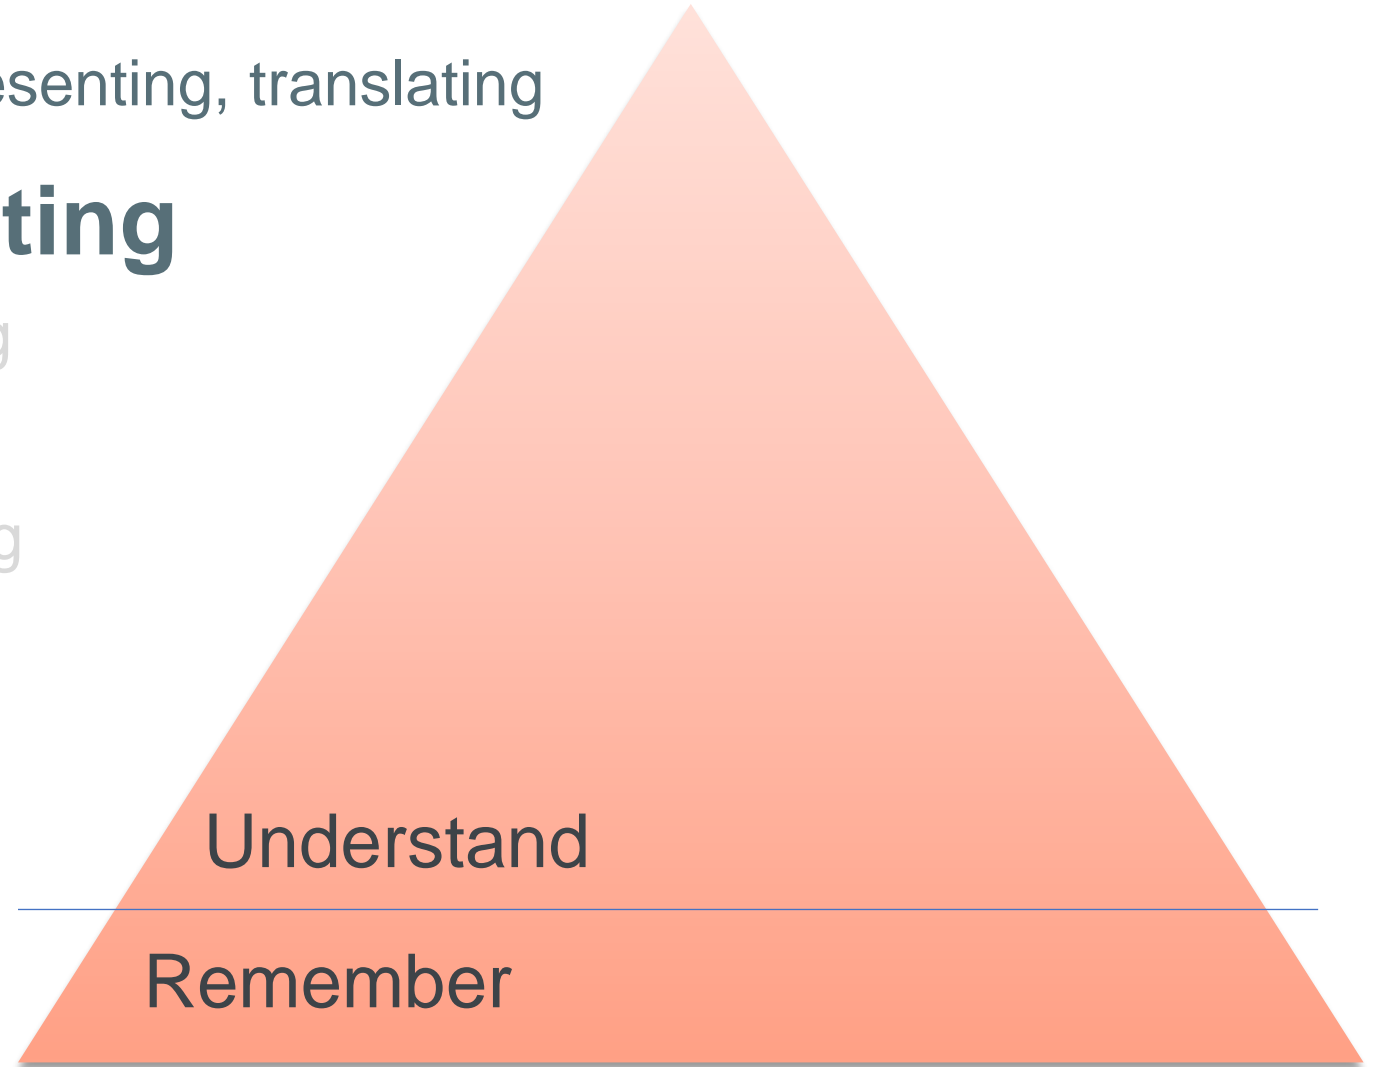 esenting, translating
ting
g
g
Understand
Remember